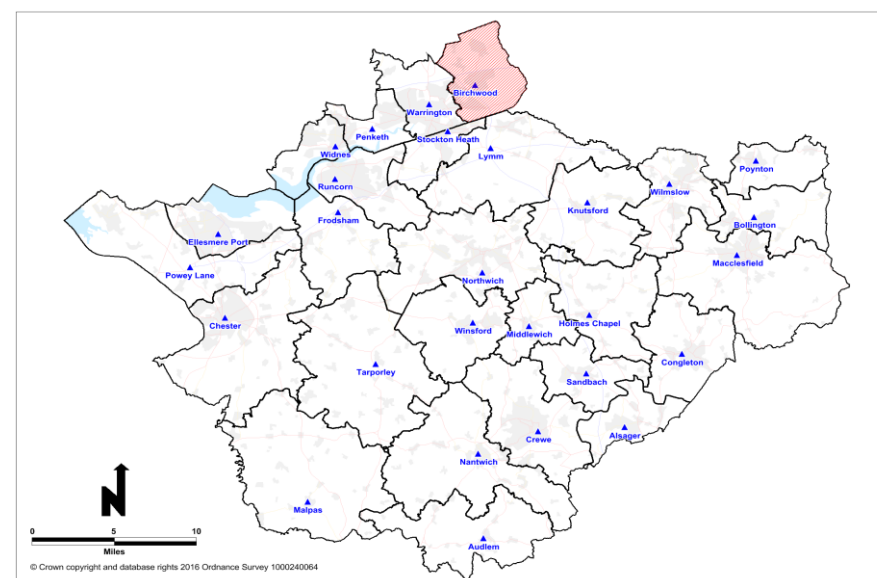 Birchwood
Warrington
Penketh
Stockton Heath
Widnes
Lymm
Poynton
Runcorn
Wilmslow
Knutsford
Frodsham
Bollington
Ellesmere Port
Macclesfield
Powey Lane
Northwich
Chester
Holmes Chapel
Winsford
Middlewich
Congleton
Tarporley
Sandbach
Alsager
Crewe
Nantwich
N
Malpas
0 5 10
Miles
Audlem
© Crown copyright and database rights 2016 Ordnance Survey 1000240064